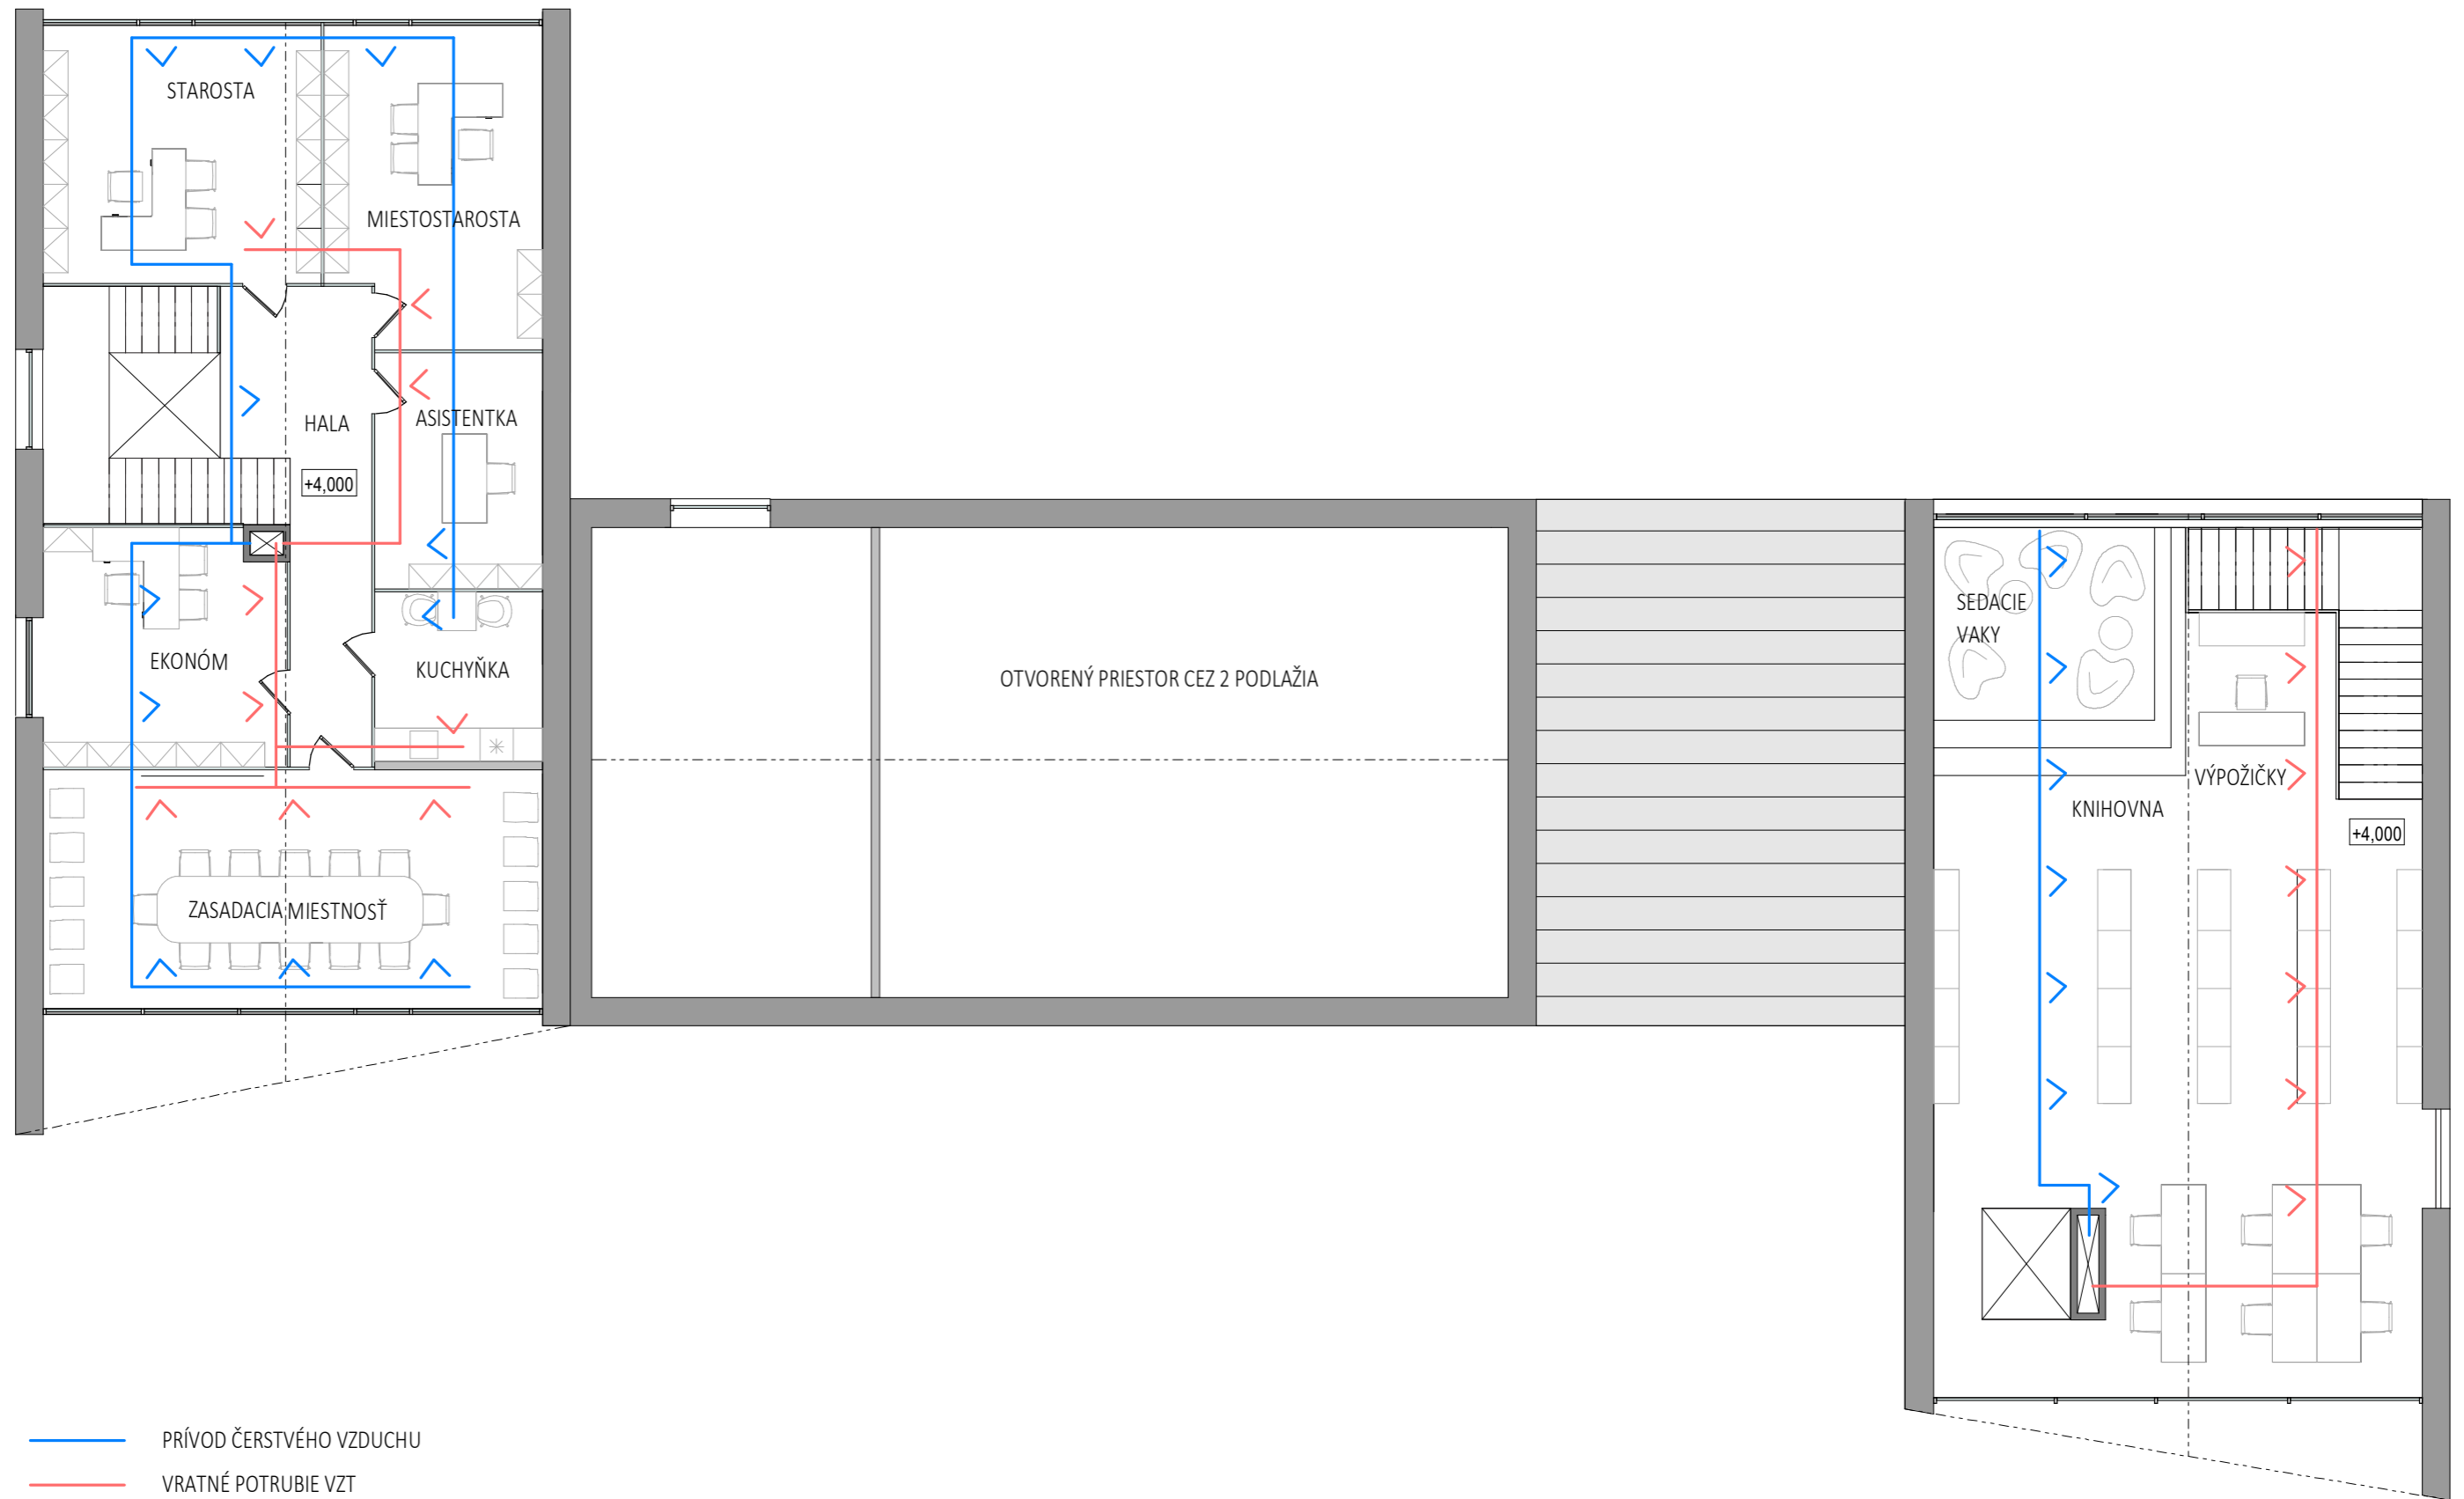 STAROSTA
MIESTOSTAROSTA
HALA
ASISTENTKA
+4,000
EKONÓM
KUCHYŇKA
ZASADACIA MIESTNOSŤ
OTVORENÝ PRIESTOR CEZ 2 PODLAŽIA
SEDACIE
VAKY
VÝPOŽIČKY
KNIHOVNA
+4,000
PRÍVOD ČERSTVÉHO VZDUCHU
VRATNÉ POTRUBIE VZT